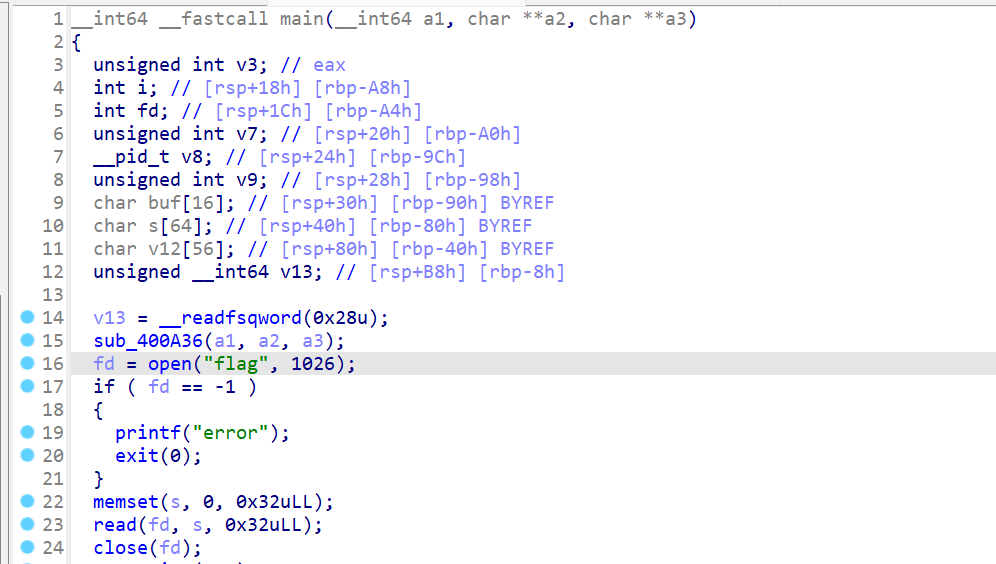 1 __int64 __fastcall main(__int64 a1, char **a2, char **a3)
2 {
3 unsigned int v3; // eax
4 int i; // [rsp+18h] [rbp-A8h]
5 int fd; // [rsp+1Ch] [rbp-A4h]
6 unsigned int v7; // [rsp+20h] [rbp-A0h]
7 __pid_t v8; // [rsp+24h] [rbp-9Ch]
8 unsigned int v9; // [rsp+28h] [rbp-98h]
9 char buf[16]; // [rsp+30h] [rbp-90h] BYREF
10 char s[64]; // [rsp+40h] [rbp-80h] BYREF
11 char v12[56]; // [rsp+80h] [rbp-40h] BYREF
12 unsigned __int64 v13; // [rsp+B8h] [rbp-8h]
13
14 v13 = __readfsqword(0x28u);
15 sub_400A36(a1, a2, a3);
16 fd = open("flag", 1026);
17 if ( fd == -1 )
18 {
19 printf("error");
20 exit(0);
21 }
22 memset(s, 0, 0x32uLL);
23 read(fd, s, 0x32uLL);
24 close(fd);